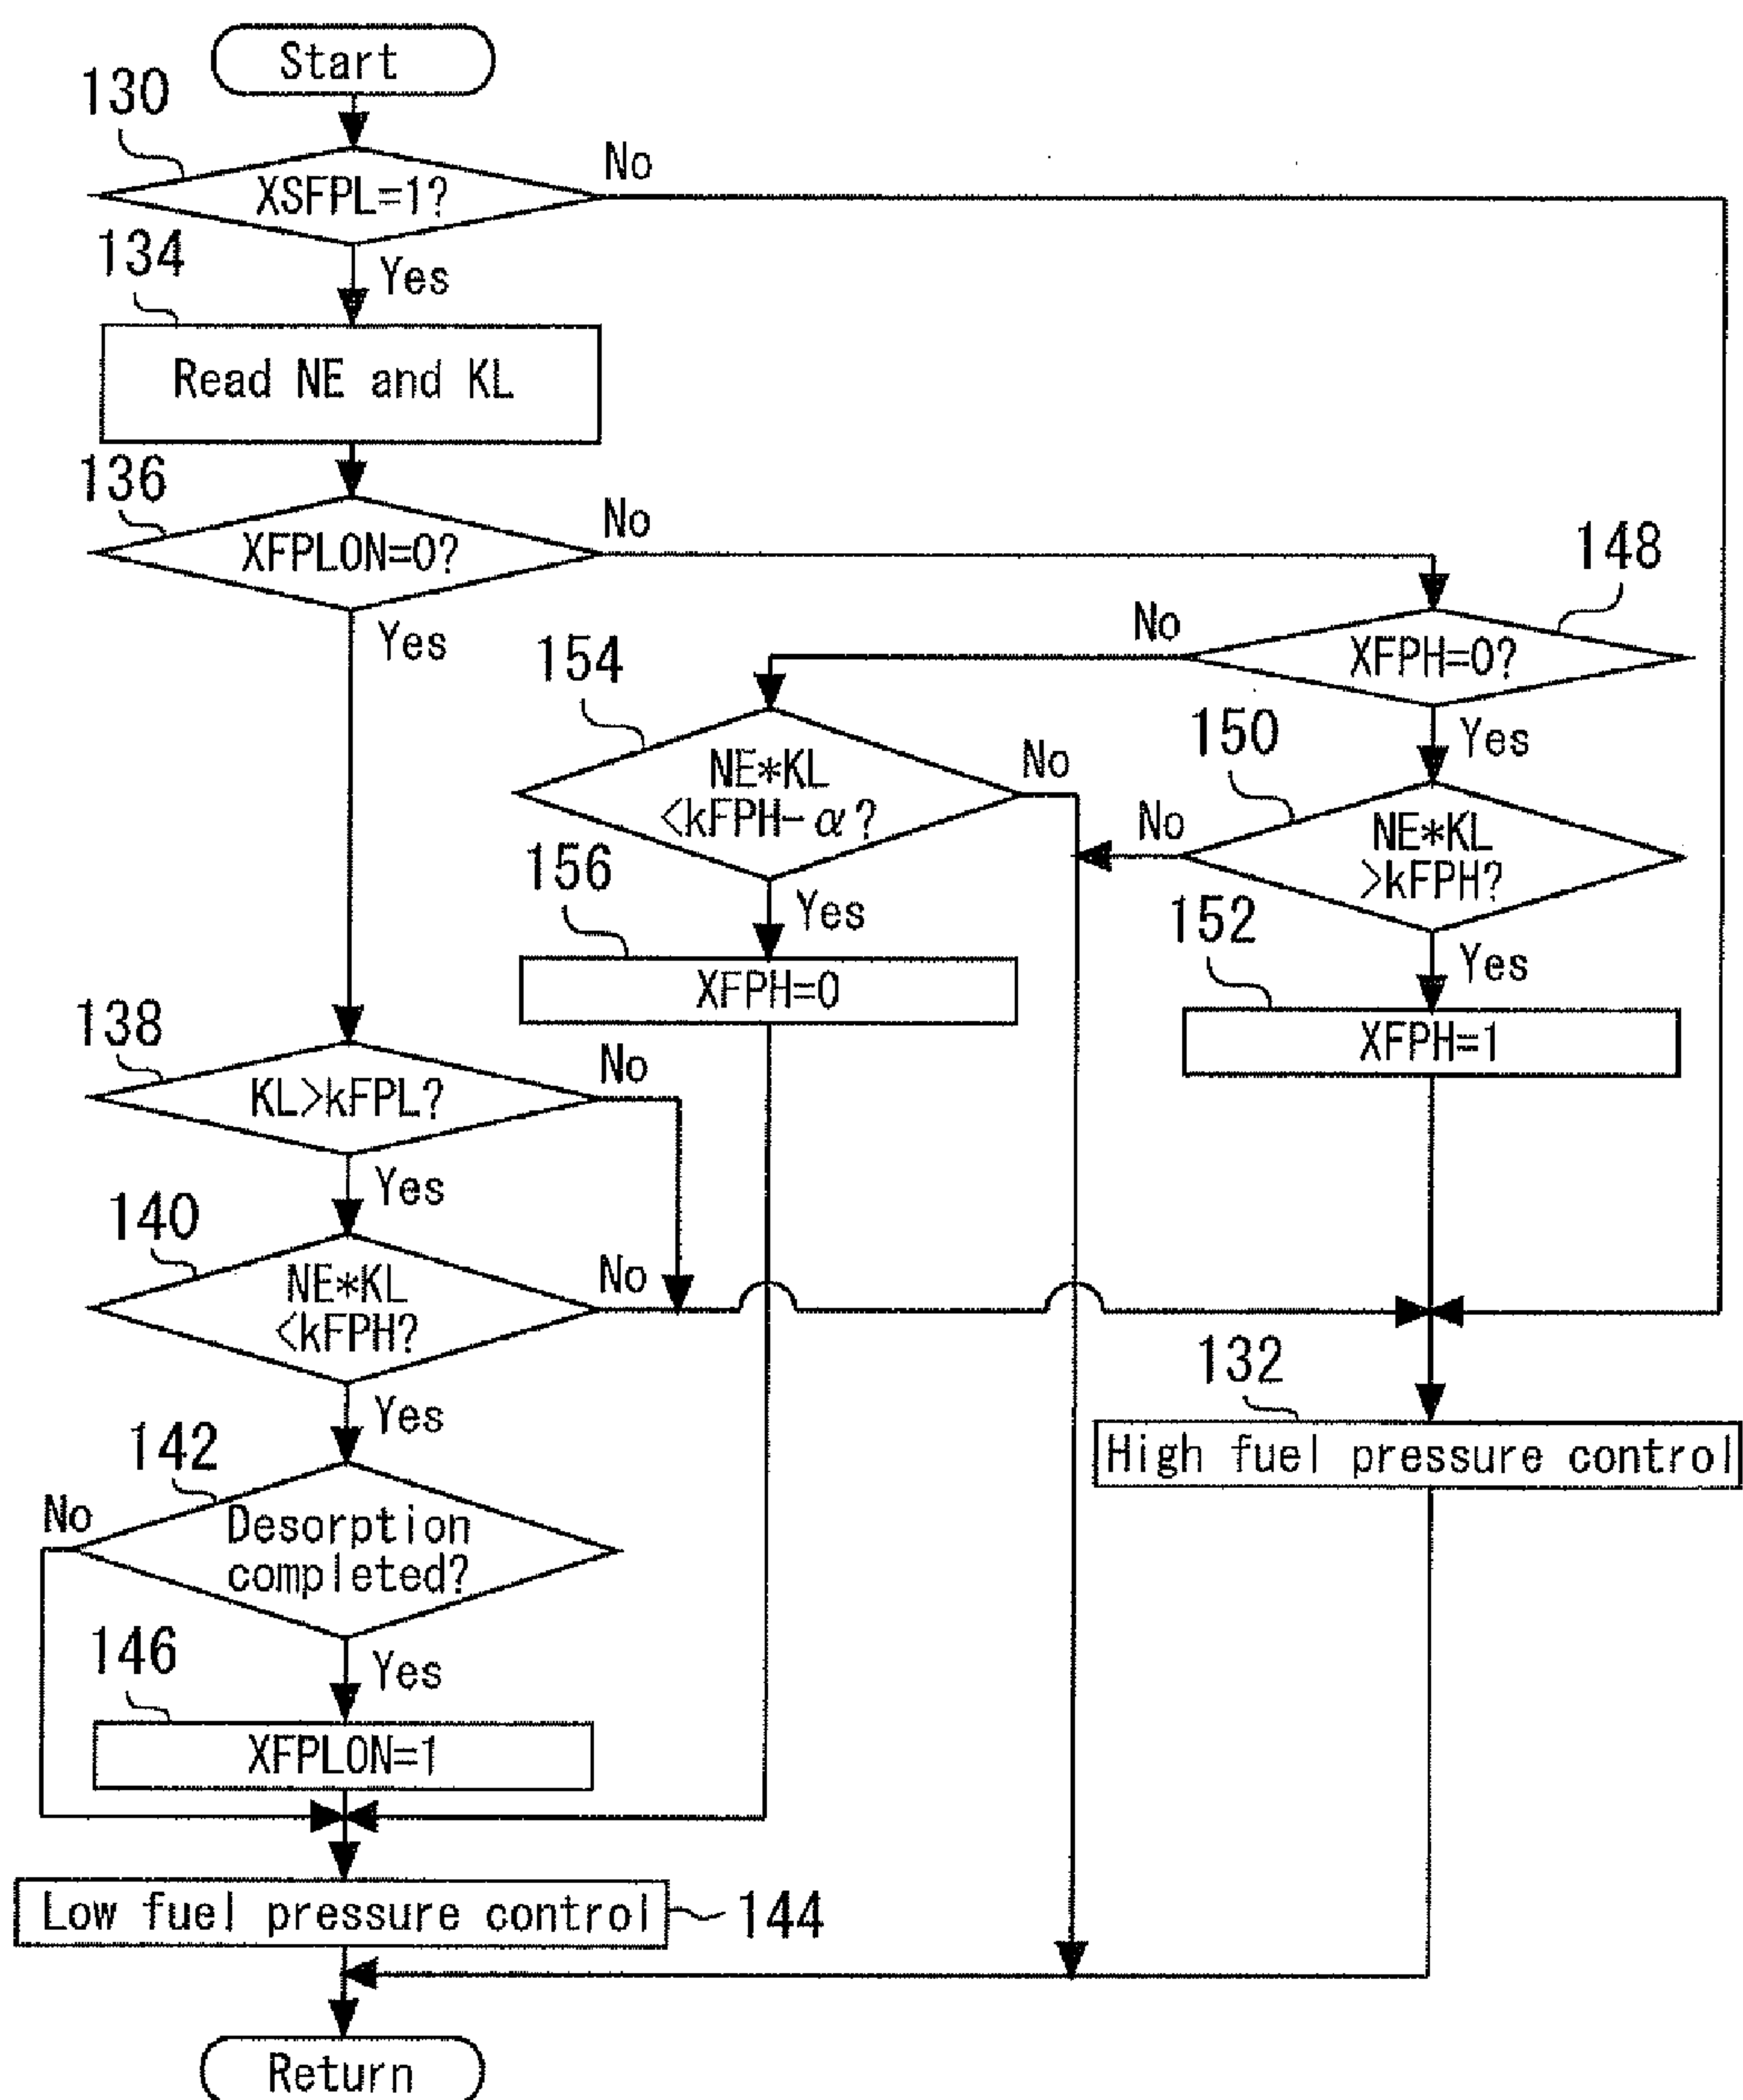 Start
130
XSFPL=1?
No
Yes
134
Read NE and KL
136
XFPLON=0?
No
Yes
148
XFPH=0?
No
Yes
154
NE*KL
<kFPH-α?
No
Yes
150
NE*KL
>kFPH?
No
Yes
156
XFPH=0
152
XFPH=1
138
KL>kFPL?
No
Yes
140
NE*KL
<kFPH?
No
Yes
132
High fuel pressure control
142
Desorption
completed?
No
Yes
146
XFPLON=1
Low fuel pressure control
144
Return